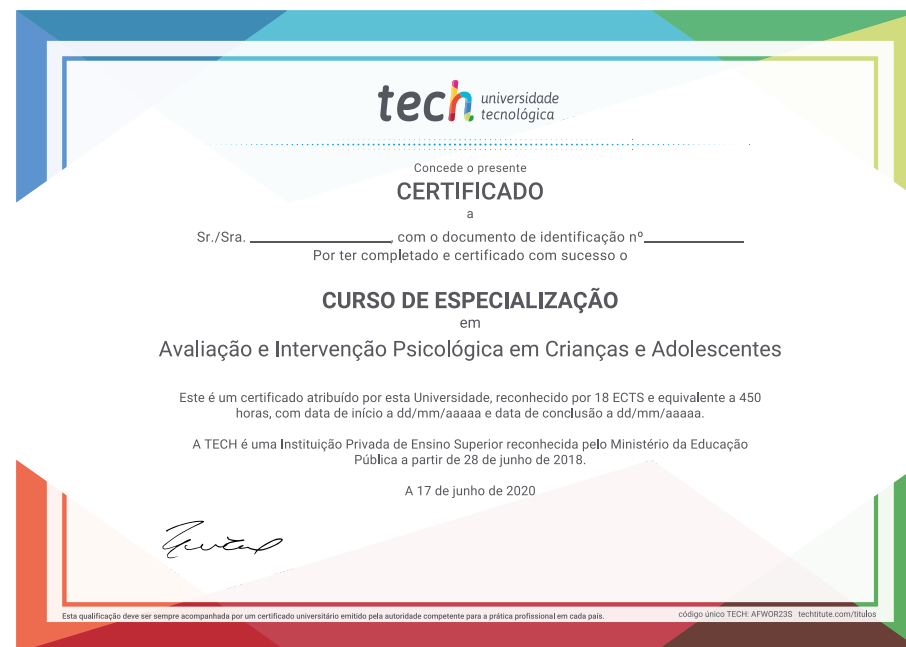 tech universidade
tecnológica
Concede o presente
CERTIFICADO
a
Sr./Sra. ________________, com o documento de identificação nº____________
Por ter completado e certificado com sucesso o
CURSO DE ESPECIALIZAÇÃO
em
Avaliação e Intervenção Psicológica em Crianças e Adolescentes
Este é um certificado atribuído por esta Universidade, reconhecido por 18 ECTS e equivalente a 450
horas, com data de início a dd/mm/aaaaa e data de conclusão a dd/mm/aaaaa.
A TECH é uma Instituição Privada de Ensino Superior reconhecida pelo Ministério da Educação
Pública a partir de 28 de junho de 2018.
A 17 de junho de 2020
Esta qualificação deve ser sempre acompanhada por um certificado universitário emitido pela autoridade competente para a prática profissional em cada país.
código único TECH: AFWOR23S techtitute.com/titulos